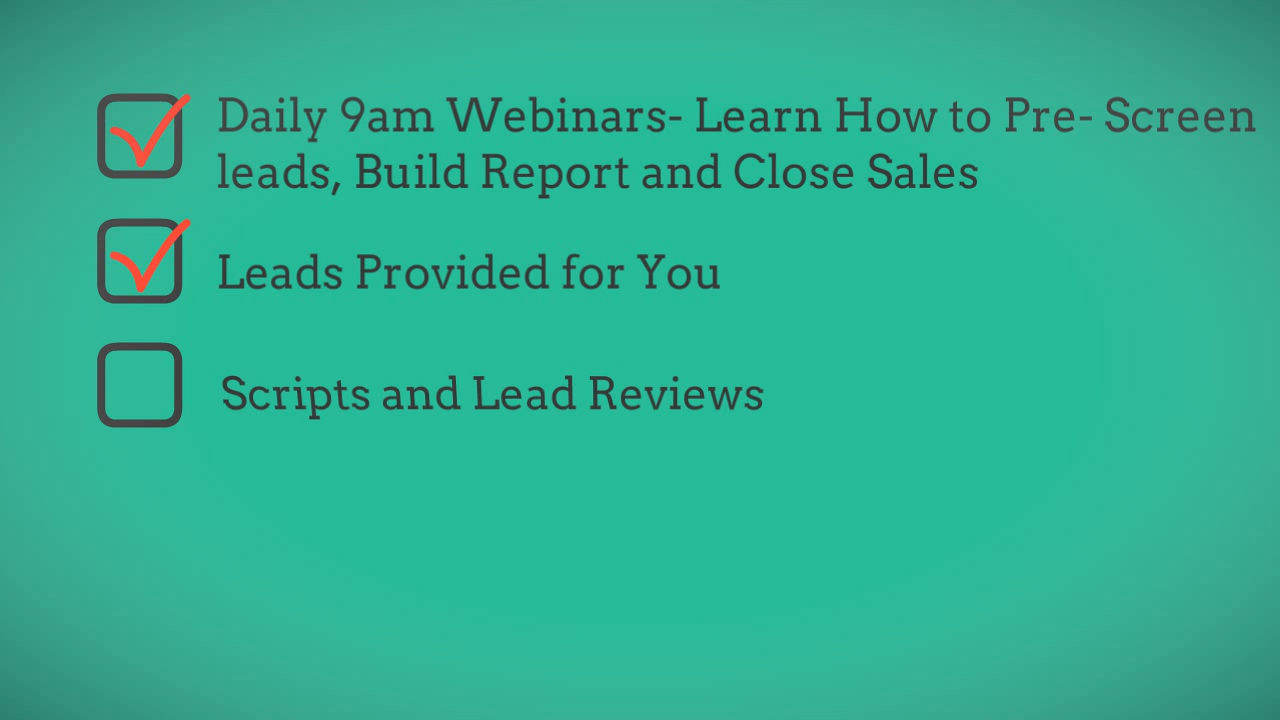 Daily 9am Webinars- Learn How to Pre- Screen
leads, Build Report and Close Sales
Leads Provided for You
Scripts and Lead Reviews